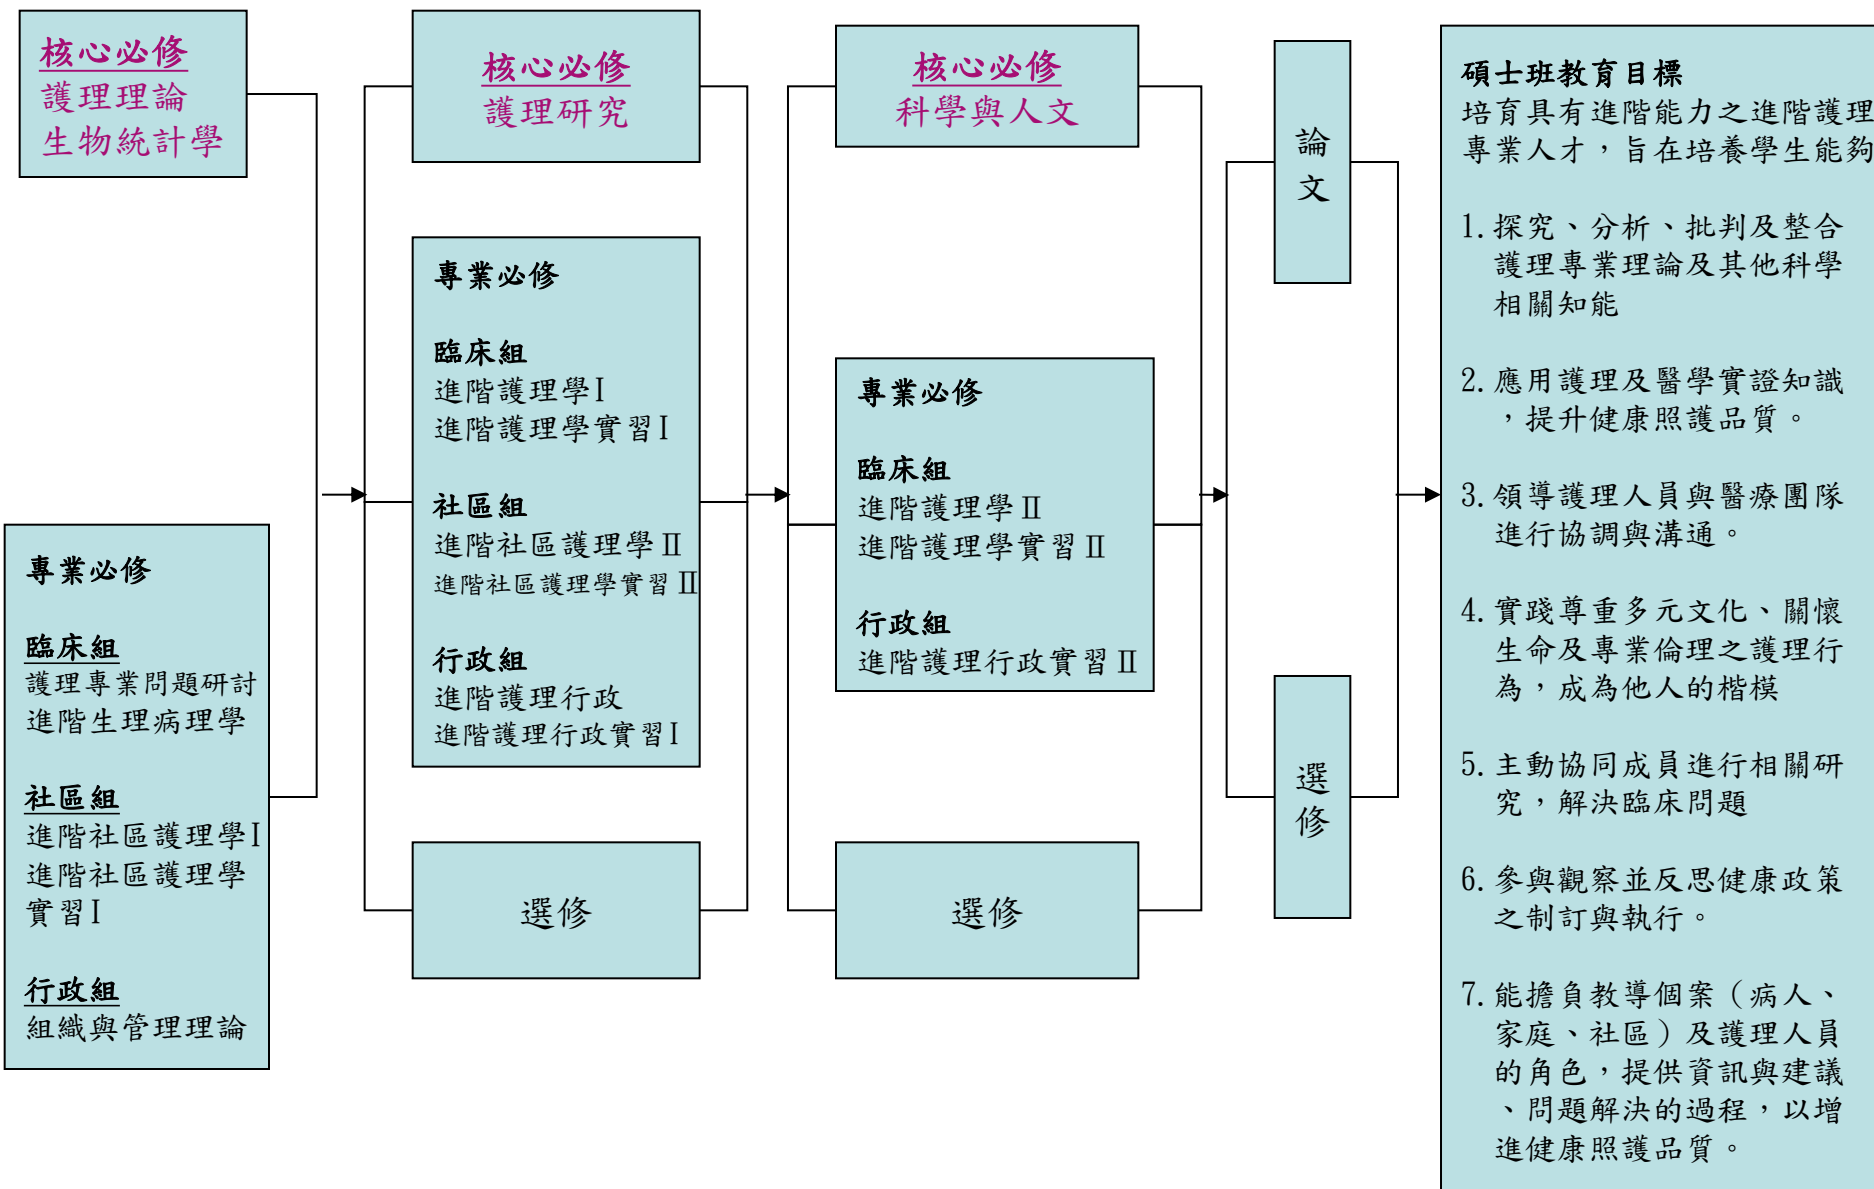 核心必修
護理理論
生物統計學
專業必修
臨床組
護理專業問題研討
進階生理病理學
社區組
進階社區護理學I
進階社區護理學
實習I
行政組
組織與管理理論
核心必修
護理研究
專業必修
臨床組
進階護理學I
進階護理學實習I
社區組
進階社區護理學Ⅱ
進階社區護理學實習Ⅱ
行政組
進階護理行政
進階護理行政實習I
選修
核心必修
科學與人文
專業必修
臨床組
進階護理學Ⅱ
進階護理學實習Ⅱ
行政組
進階護理行政實習Ⅱ
選修
論
文
選
修
碩士班教育目標
培育具有進階能力之進階護理
專業人才，旨在培養學生能夠
1.探究、分析、批判及整合
護理專業理論及其他科學
相關知能
2.應用護理及醫學實證知識
，提升健康照護品質。
3.領導護理人員與醫療團隊
進行協調與溝通。
4.實踐尊重多元文化、關懷
生命及專業倫理之護理行
為，成為他人的楷模
5.主動協同成員進行相關研
究，解決臨床問題
6.參與觀察並反思健康政策
之制訂與執行。
7.能擔負教導個案（病人、
家庭、社區）及護理人員
的角色，提供資訊與建議
、問題解決的過程，以增
進健康照護品質。